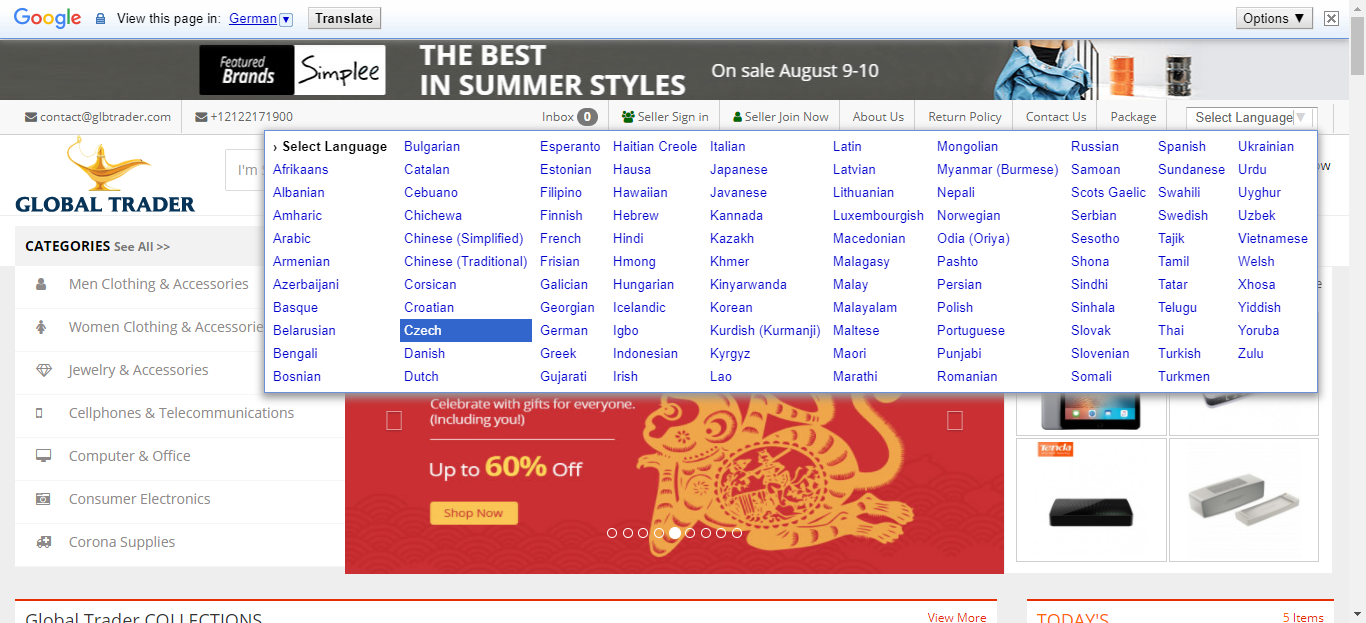 Google View this page in: German Translate Options ▼
Featured Brands Simplee
THE BEST
IN SUMMER STYLES
On sale August 9-10
contact@glbtrader.com +12122171900 Inbox 0 Seller Sign in Seller Join Now About Us Return Policy Contact Us Package Select Language
GLOBAL TRADER
I'm
› Select Language Bulgarian Esperanto Haitian Creole Italian Latin Mongolian Russian Spanish Ukrainian
Afrikaans Catalan Estonian Hausa Japanese Latvian Myanmar (Burmese) Samoan Sundanese Urdu
Albanian Cebuano Filipino Hawaiian Javanese Lithuanian Nepali Scots Gaelic Swahili Uyghur
Amharic Chichewa Finnish Hebrew Kannada Luxembourgish Norwegian Serbian Swedish Uzbek
Arabic Chinese (Simplified) French Hindi Kazakh Macedonian Odia (Oriya) Sesotho Tajik Vietnamese
Armenian Chinese (Traditional) Frisian Hmong Khmer Malagasy Pashto Shona Tamil Welsh
Azerbaijani Corsican Galician Hungarian Kinyarwanda Malay Persian Sindhi Tatar Xhosa
Basque Croatian Georgian Icelandic Korean Malayalam Polish Sinhala Telugu Yiddish
Belarusian Czech German Igbo Kurdish (Kurmanji) Maltese Portuguese Slovak Thai Yoruba
Bengali Danish Greek Indonesian Kyrgyz Maori Punjabi Slovenian Turkish Zulu
Bosnian Dutch Gujarati Irish Lao Marathi Romanian Somali Turkmen
CATEGORIES See All >>
Men Clothing & Accessories
Women Clothing & Accessorie
Jewelry & Accessories
Cellphones & Telecommunications
Computer & Office
Consumer Electronics
Corona Supplies
Celebrate with gifts for everyone.
(Including you!)
Up to 60% Off
Shop Now
Tenda
Global Trader COLLECTIONS View More
TODAY'S 5 Items